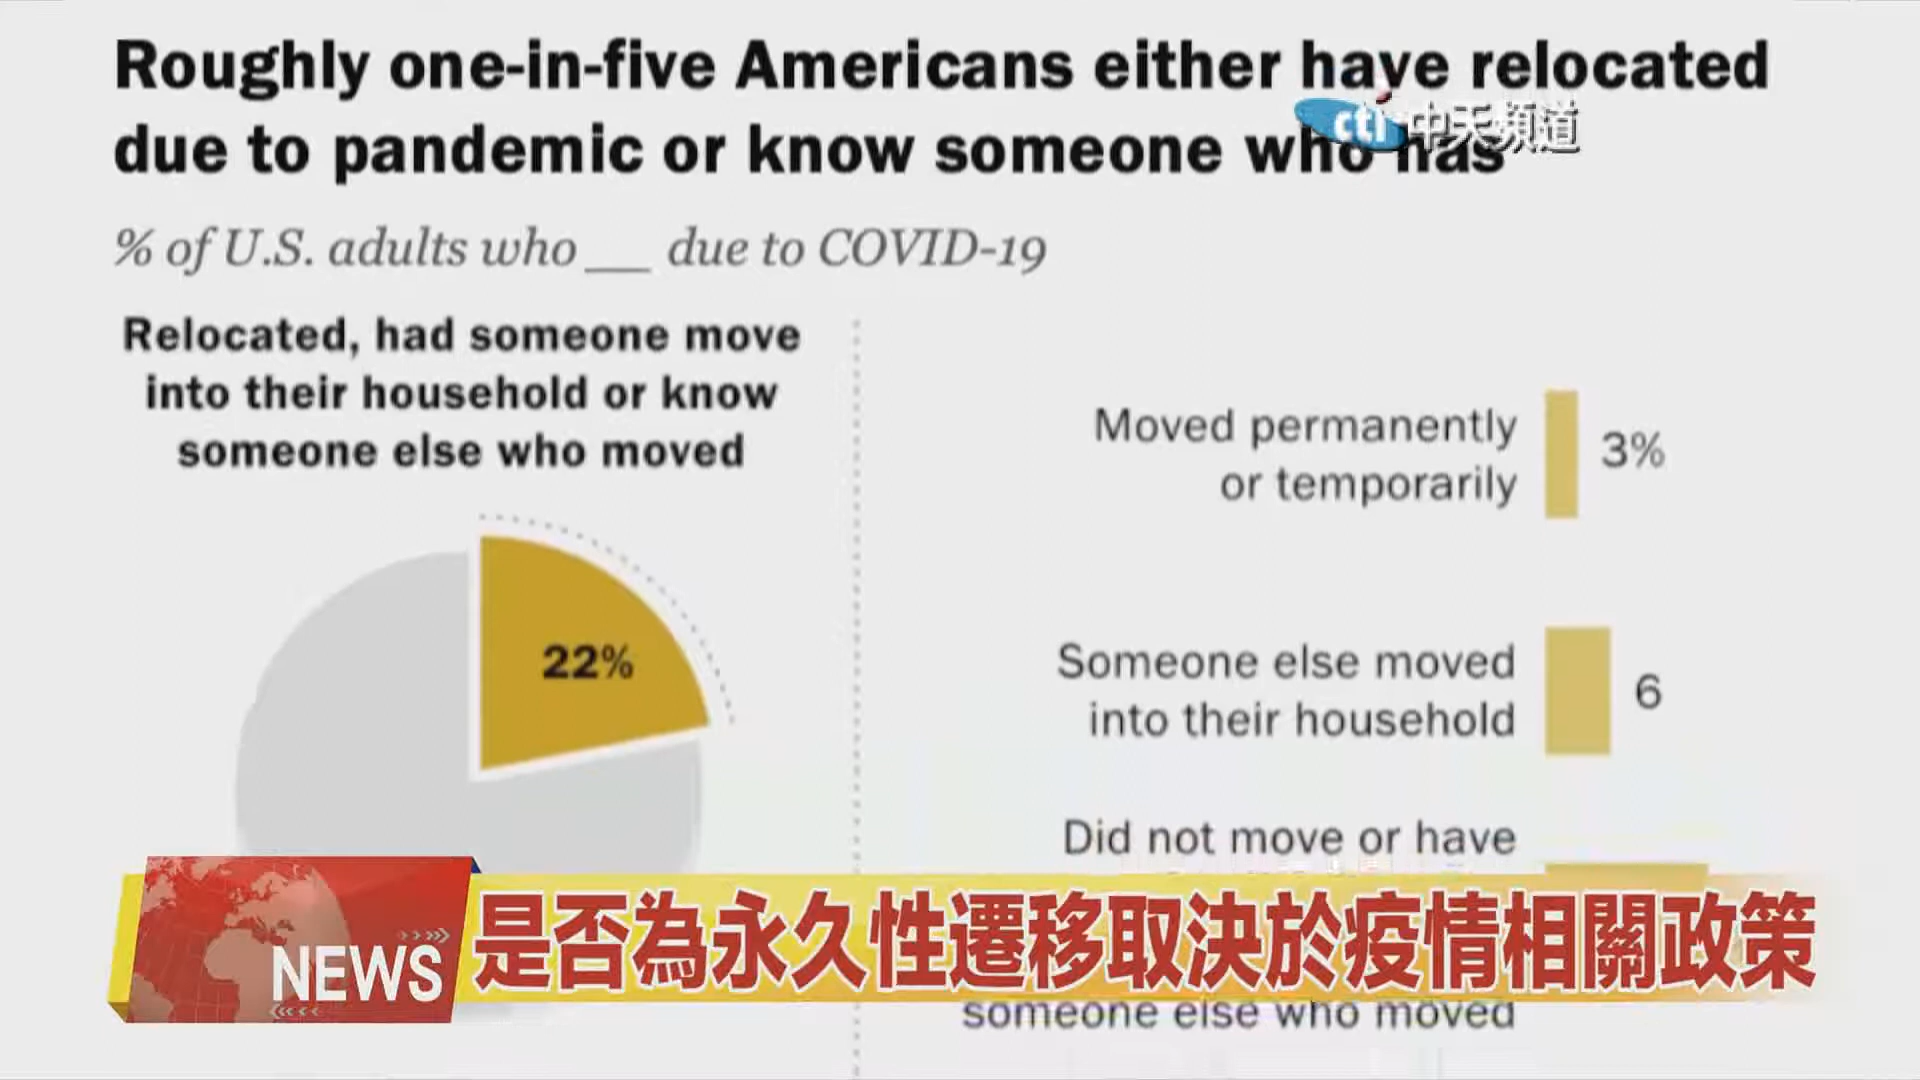 Roughly one-in-five Americans either have relocated
due to pandemic or know someone who has
cti 中天頻道
% of U.S. adults who __ due to COVID-19
Relocated, had someone move
into their household or know
someone else who moved
22%
Moved permanently
or temporarily
3%
Someone else moved
into their household
6
Did not move or have
NEWS
是否為永久性遷移取決於疫情相關政策
someone else who moved